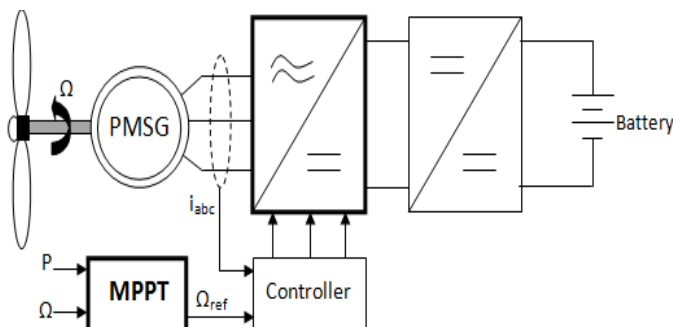 Ω
PMSG
Battery
i_abc
P
MPPT
Ω
Ω_ref
Controller